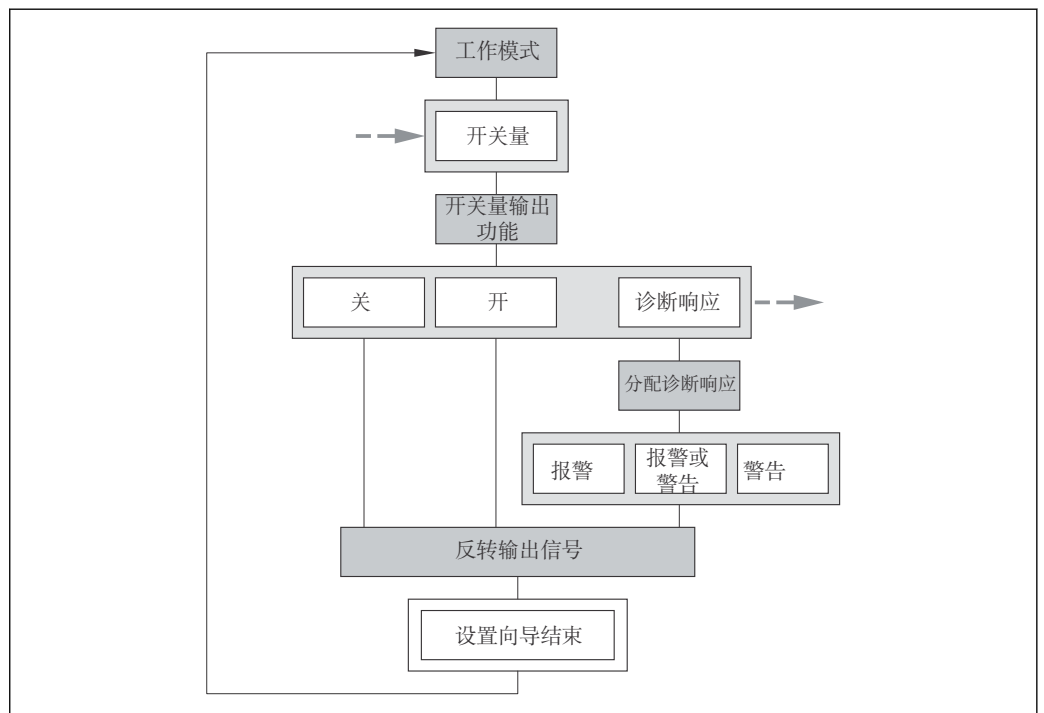 工作模式
开关量
开关量输出
功能
关
开
诊断响应
分配诊断响应
报警
报警或
警告
警告
反转输出信号
设置向导结束